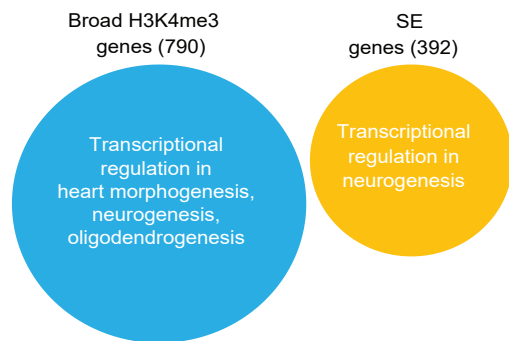 Broad H3K4me3
genes (790)
Transcriptional
regulation in
heart morphogenesis,
neurogenesis,
oligodendrogenesis
SE
genes (392)
Transcriptional
regulation in
neurogenesis